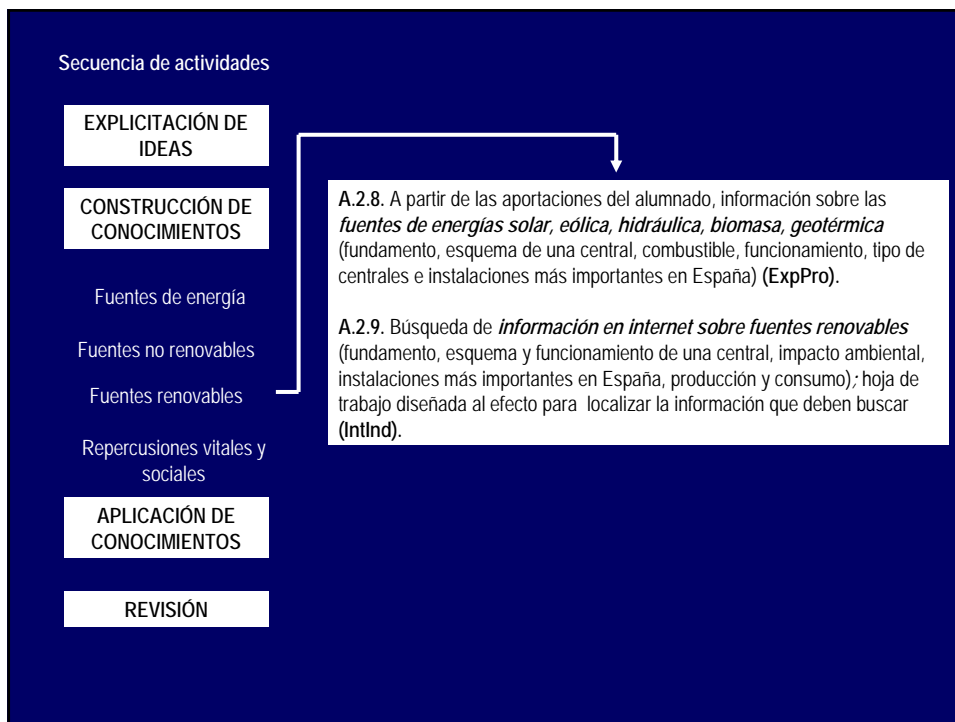 Secuencia de actividades
EXPLICITACIÓN DE
IDEAS
CONSTRUCCIÓN DE
CONOCIMIENTOS
Fuentes de energía
Fuentes no renovables
Fuentes renovables
Repercusiones vitales y
sociales
APLICACIÓN DE
CONOCIMIENTOS
REVISIÓN
A.2.8. A partir de las aportaciones del alumnado, información sobre las
fuentes de energías solar, eólica, hidráulica, biomasa, geotérmica
(fundamento, esquema de una central, combustible, funcionamiento, tipo de
centrales e instalaciones más importantes en España) (ExpPro).
A.2.9. Búsqueda de información en internet sobre fuentes renovables
(fundamento, esquema y funcionamiento de una central, impacto ambiental,
instalaciones más importantes en España, producción y consumo); hoja de
trabajo diseñada al efecto para localizar la información que deben buscar
(IntInd).